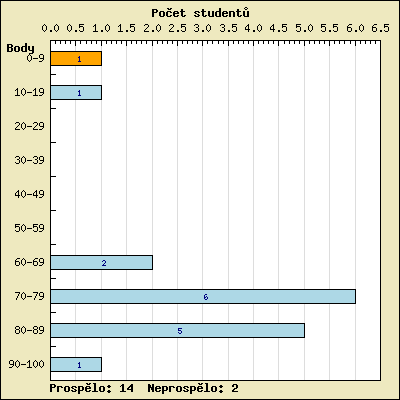 Počet studentů
0.0 0.5 1.0 1.5 2.0 2.5 3.0 3.5 4.0 4.5 5.0 5.5 6.0 6.5
Body
0-9 1
10-19 1
20-29
30-39
40-49
50-59
60-69 2
70-79 6
80-89 5
90-100 1
Prospělo: 14 Neprospělo: 2